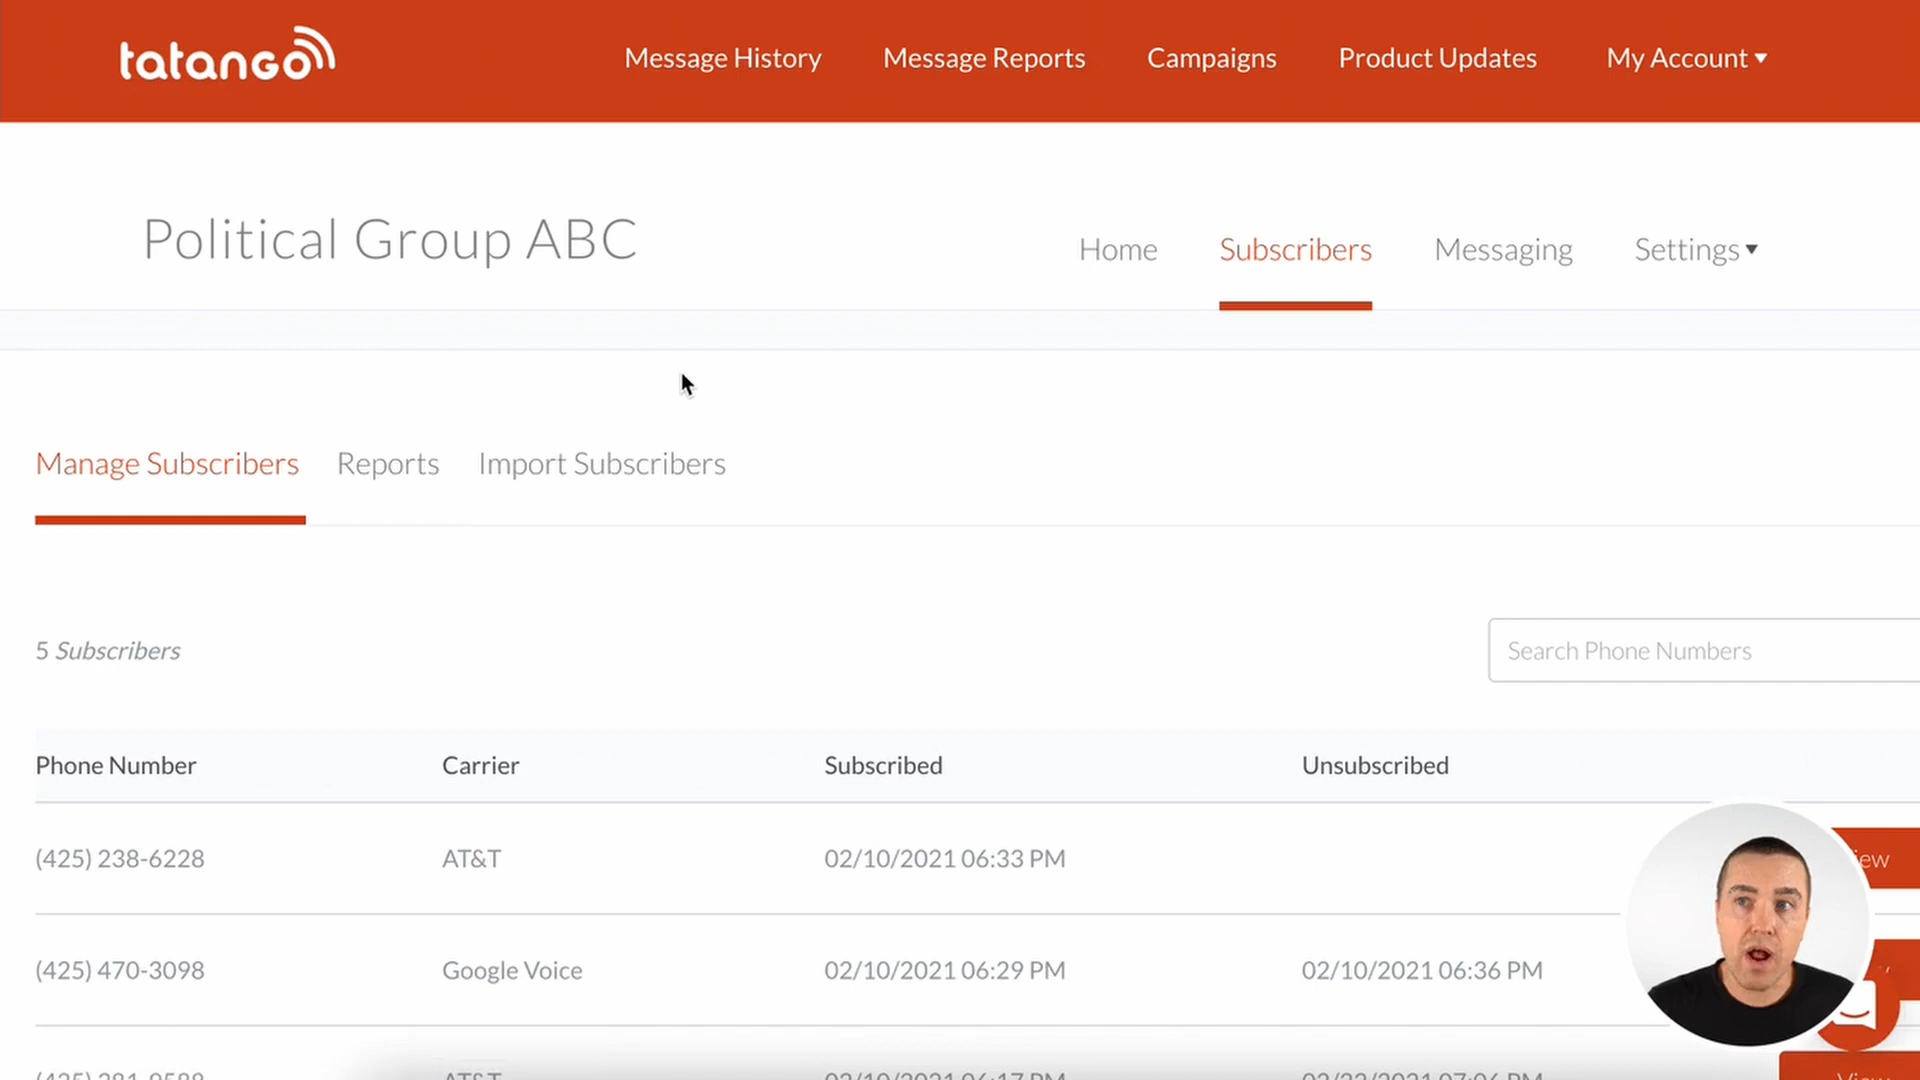 tatango
Message History
Message Reports
Campaigns
Product Updates
My Account
Political Group ABC
Home
Subscribers
Messaging
Settings
Manage Subscribers
Reports
Import Subscribers
5 Subscribers
Search Phone Numbers
Phone Number Carrier Subscribed Unsubscribed
(425) 238-6228 AT&T 02/10/2021 06:33 PM
(425) 470-3098 Google Voice 02/10/2021 06:29 PM 02/10/2021 06:36 PM